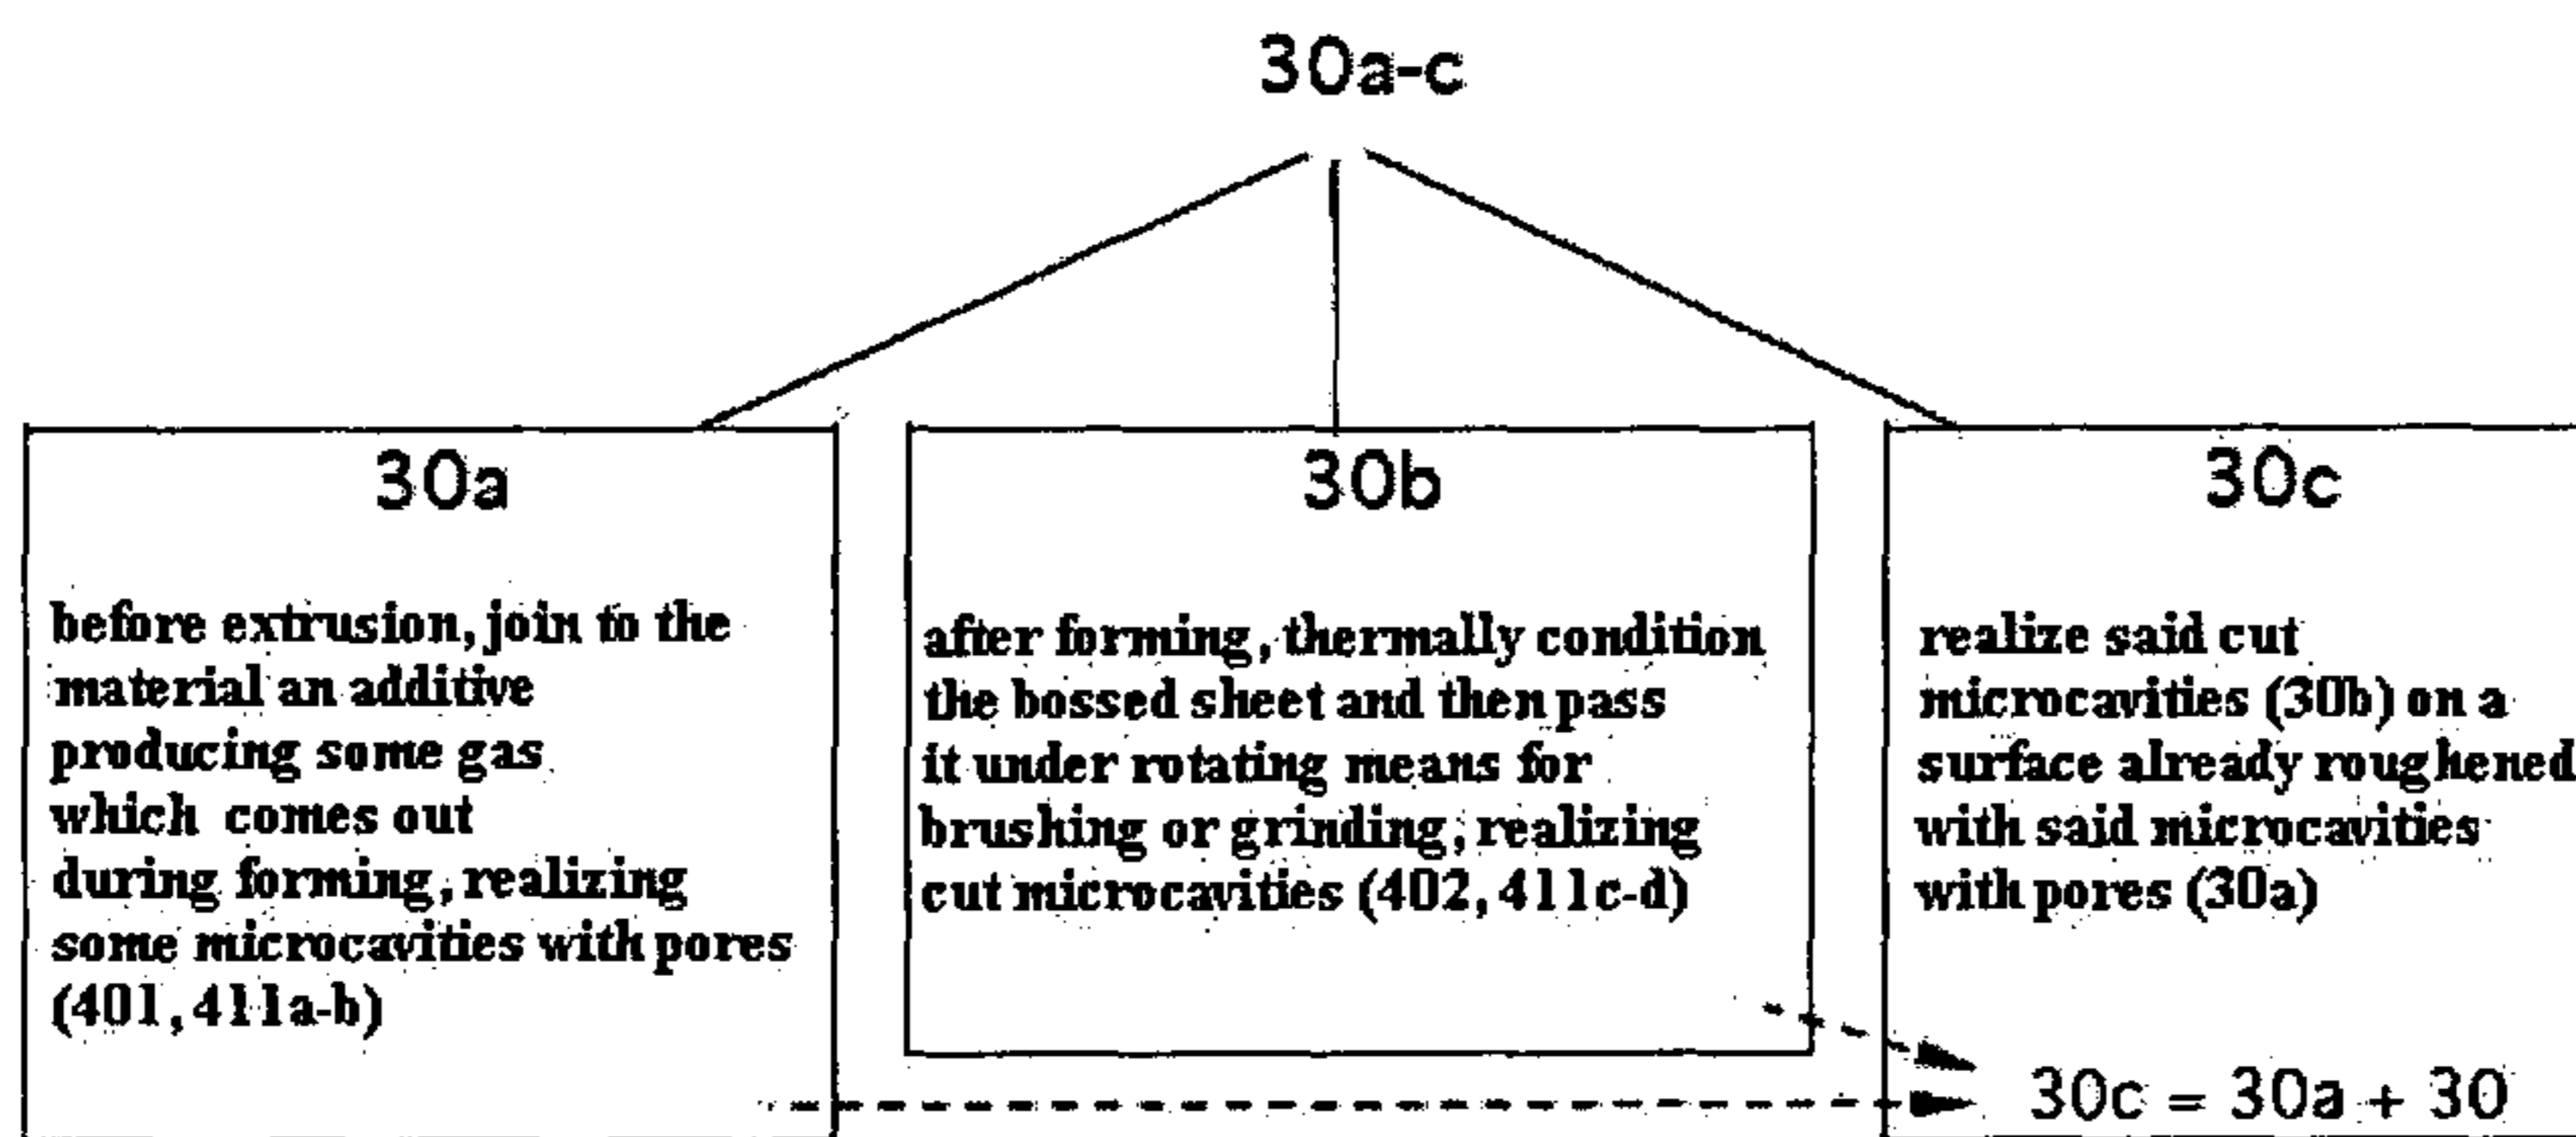 30a-c
30a
before extrusion, join to the
material an additive
producing some gas
which comes out
during forming, realizing
some microcavities with pores
(401, 411a-b)
30b
after forming, thermally condition
the bossed sheet and then pass
it under rotating means for
brushing or grinding, realizing
cut microcavities (402, 411c-d)
30c
realize said cut
microcavities (30b) on a
surface already roughened
with said microcavities
with pores (30a)
30c = 30a + 30